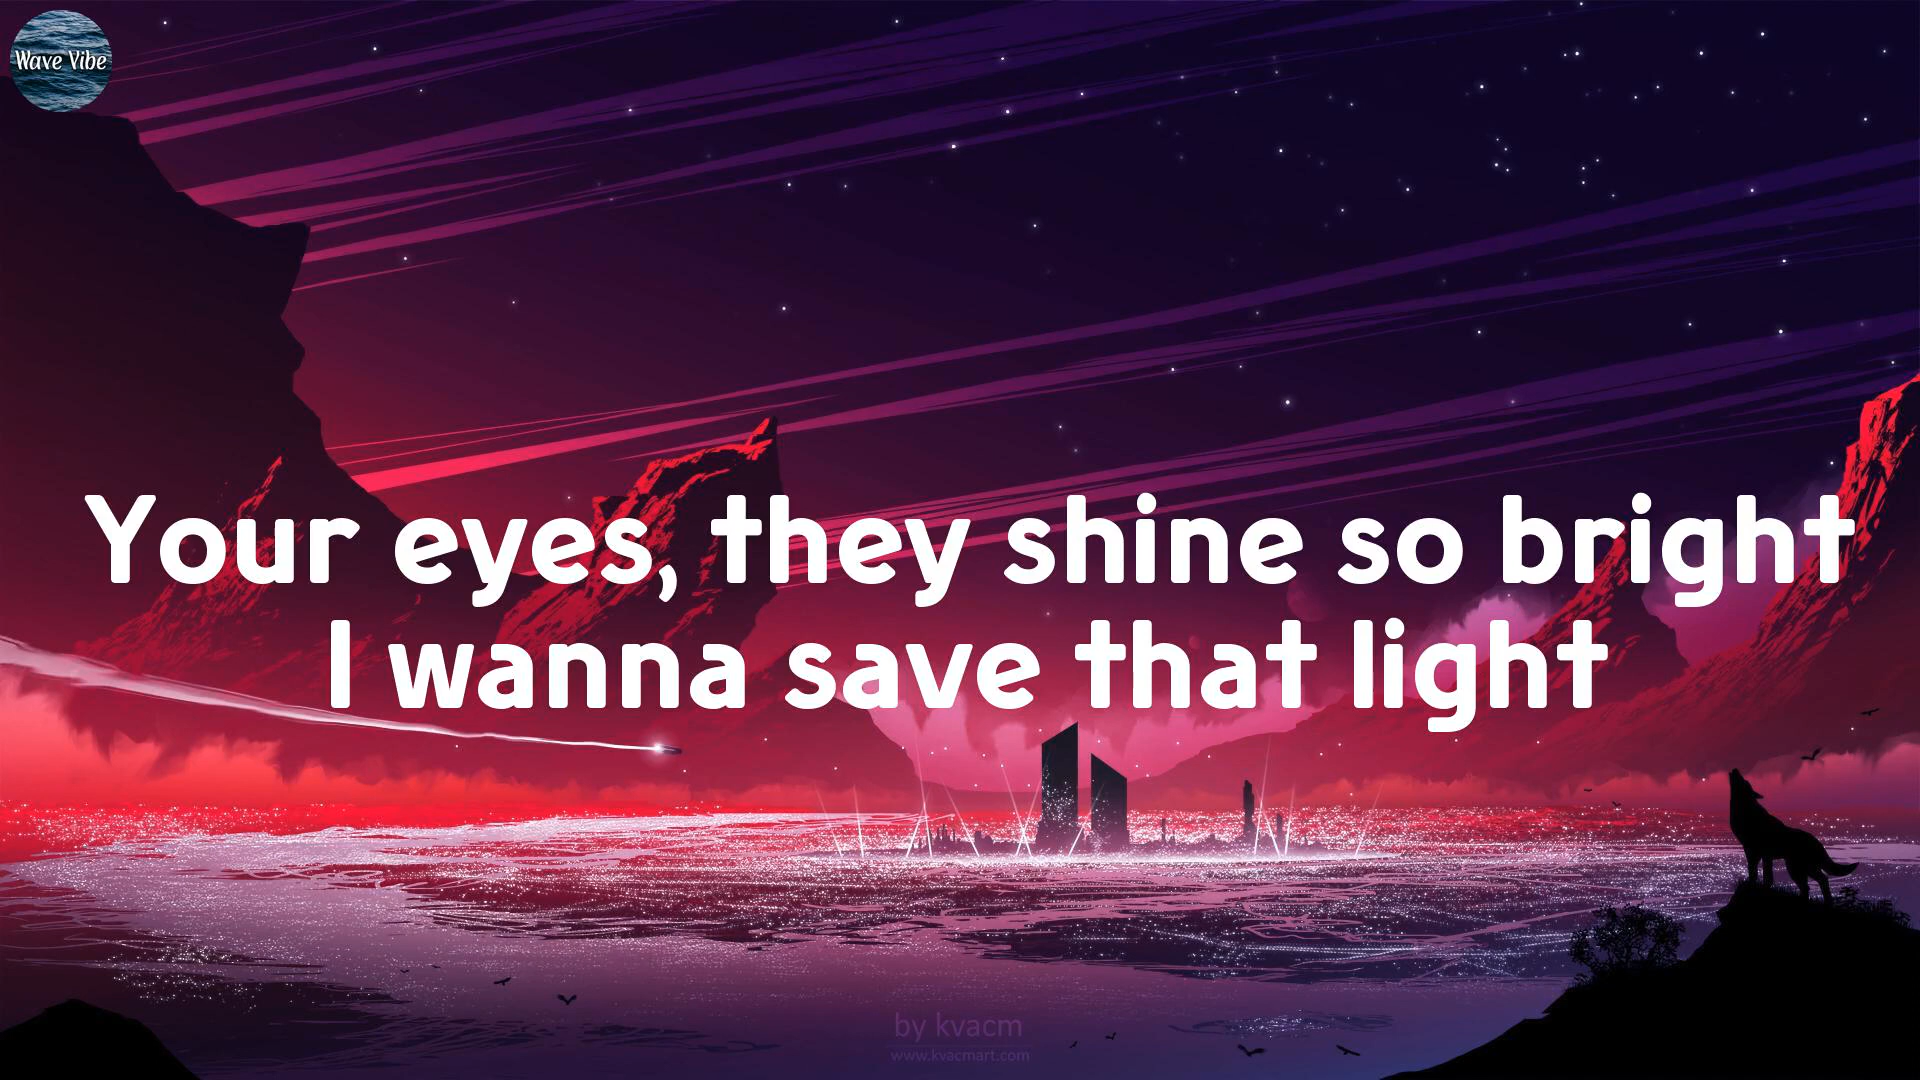 Wave Vibe
Your eyes, they shine so bright
I wanna save that light
by kvacm
www.kvacmart.com